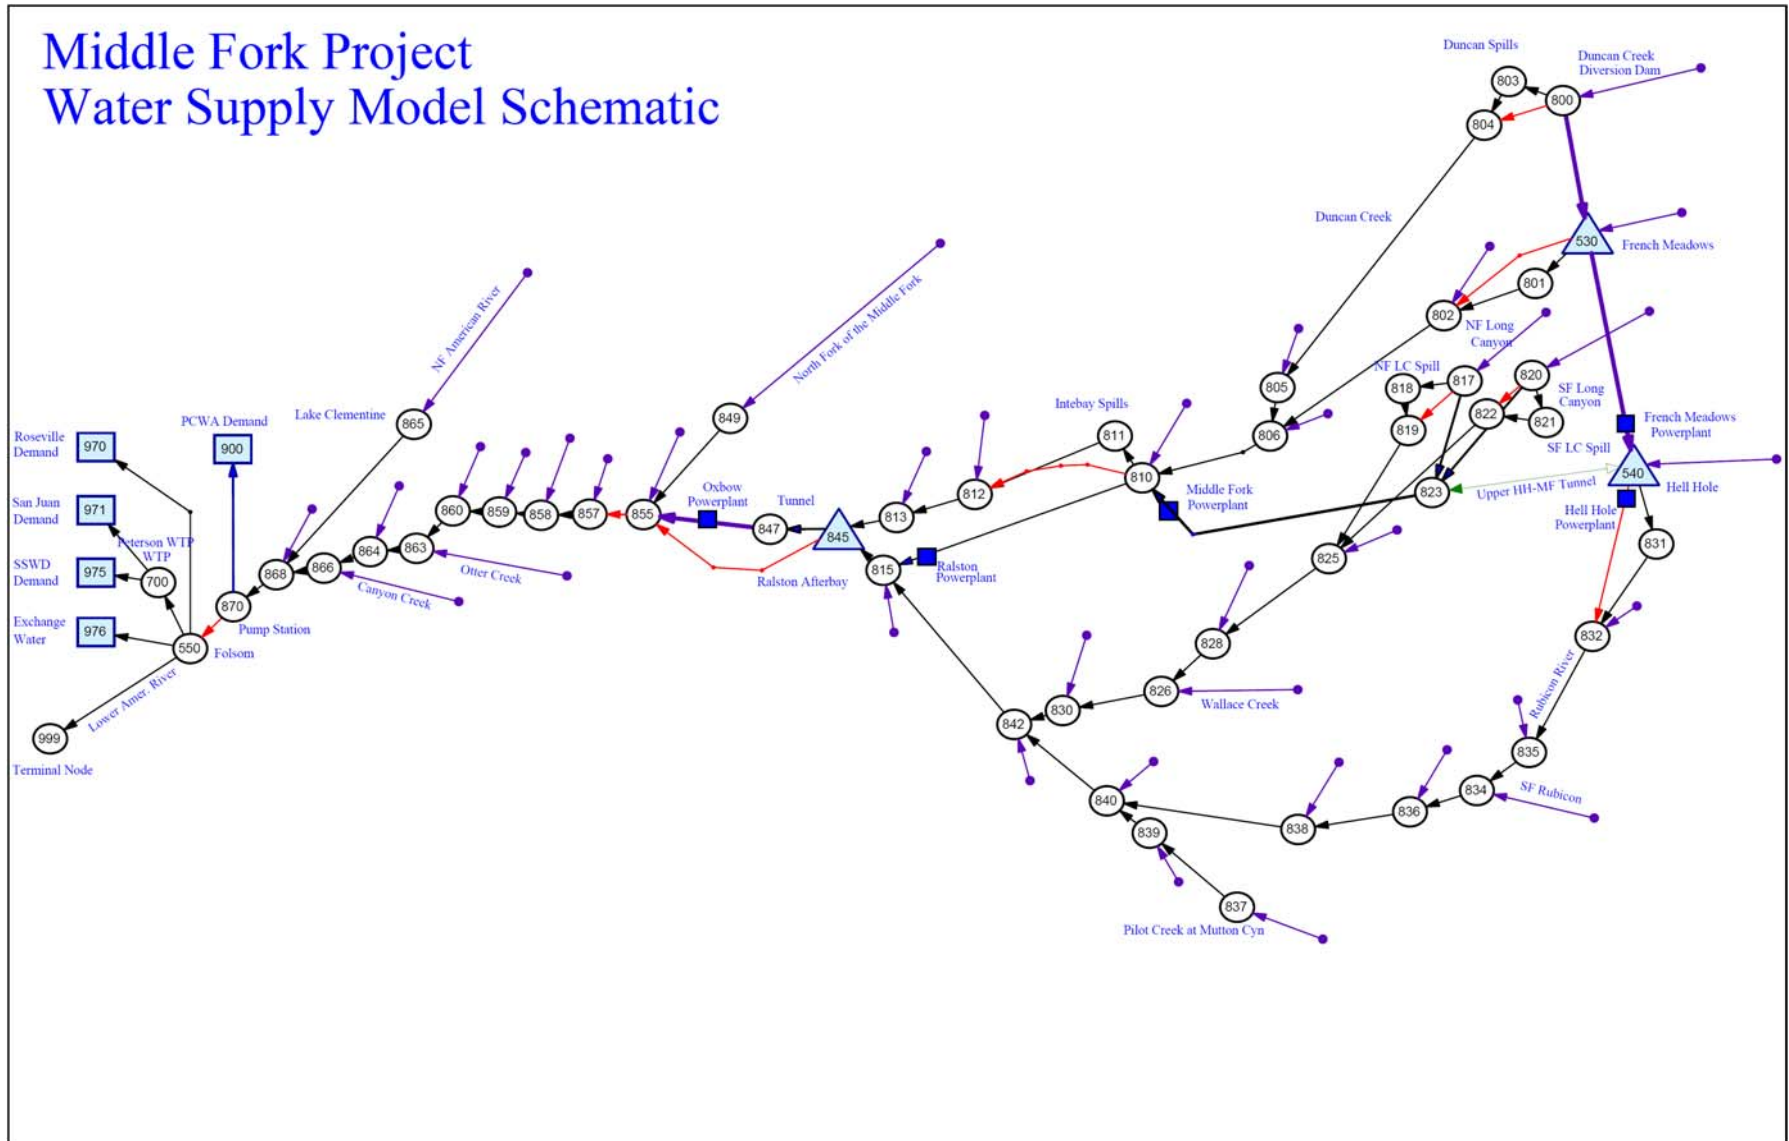 Middle Fork Project
Water Supply Model Schematic
Duncan Spills
Duncan Creek
Diversion Dam
803
800
804
Duncan Creek
530
French Meadows
801
802
NF Long
Canyon
NF LC Spill
818
817
820
SF Long
Canyon
822
821
819
805
806
French Meadows
Powerplant
SF LC Spill
540
Hell Hole
Upper HH-MF Tunnel
823
Hell Hole
Powerplant
831
832
Rubicon River
835
834
SF Rubicon
836
838
840
839
837
Pilot Creek at Mutton Cyn
842
830
826
Wallace Creek
828
825
Intebay Spills
811
810
Middle Fork
Powerplant
812
813
815
Ralston
Powerplant
845
Ralston Afterbay
Tunnel
847
Oxbow
Powerplant
North Fork of the Middle Fork
849
855
857
858
859
860
863
Otter Creek
864
866
Canyon Creek
NF American River
Lake Clementine
865
868
870
Pump Station
PCWA Demand
900
Roseville
Demand
970
San Juan
Demand
971
Peterson WTP
WTP
SSWD
Demand
975
700
Exchange
Water
976
550
Folsom
Lower Amer. River
999
Terminal Node